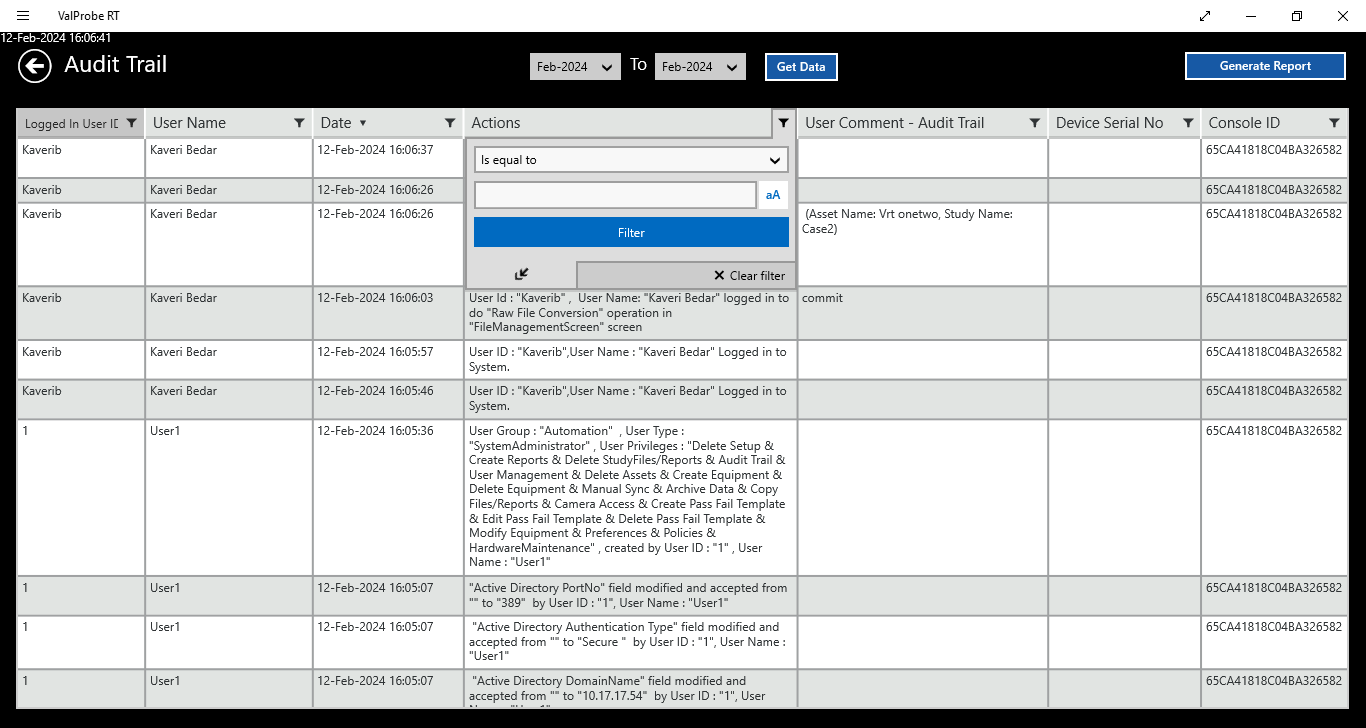 ValProbe RT
12-Feb-2024 16:06:41
Audit Trail
Feb-2024
To
Feb-2024
Get Data
Generate Report
Logged In User ID
User Name
Date
Actions
User Comment - Audit Trail
Device Serial No
Console ID
Kaverib
Kaveri Bedar
12-Feb-2024 16:06:37
65CA41818C04BA326582
Is equal to
aA
Filter
Clear filter
Kaverib
Kaveri Bedar
12-Feb-2024 16:06:26
65CA41818C04BA326582
Kaverib
Kaveri Bedar
12-Feb-2024 16:06:26
(Asset Name: Vrt onetwo, Study Name:
Case2)
65CA41818C04BA326582
Kaverib
Kaveri Bedar
12-Feb-2024 16:06:03
User Id : "Kaverib" ,  User Name: "Kaveri Bedar" logged in to
do "Raw File Conversion" operation in
"FileManagementScreen" screen
commit
65CA41818C04BA326582
Kaverib
Kaveri Bedar
12-Feb-2024 16:05:57
User ID : "Kaverib",User Name : "Kaveri Bedar" Logged in to
System.
65CA41818C04BA326582
Kaverib
Kaveri Bedar
12-Feb-2024 16:05:46
User ID : "Kaverib",User Name : "Kaveri Bedar" Logged in to
System.
65CA41818C04BA326582
1
User1
12-Feb-2024 16:05:36
User Group : "Automation"  , User Type :
"SystemAdministrator" , User Privileges : "Delete Setup &
Create Reports & Delete StudyFiles/Reports & Audit Trail &
User Management & Delete Assets & Create Equipment &
Delete Equipment & Manual Sync & Archive Data & Copy
Files/Reports & Camera Access & Create Pass Fail Template
& Edit Pass Fail Template & Delete Pass Fail Template &
Modify Equipment & Preferences & Policies &
HardwareMaintenance" , created by User ID : "1" , User
Name : "User1"
65CA41818C04BA326582
1
User1
12-Feb-2024 16:05:07
"Active Directory PortNo" field modified and accepted from
"" to "389"  by User ID : "1", User Name : "User1"
65CA41818C04BA326582
1
User1
12-Feb-2024 16:05:07
"Active Directory Authentication Type" field modified and
accepted from "" to "Secure "  by User ID : "1", User Name :
"User1"
65CA41818C04BA326582
1
User1
12-Feb-2024 16:05:07
"Active Directory DomainName" field modified and
accepted from "" to "10.17.17.54"  by User ID : "1", User
65CA41818C04BA326582